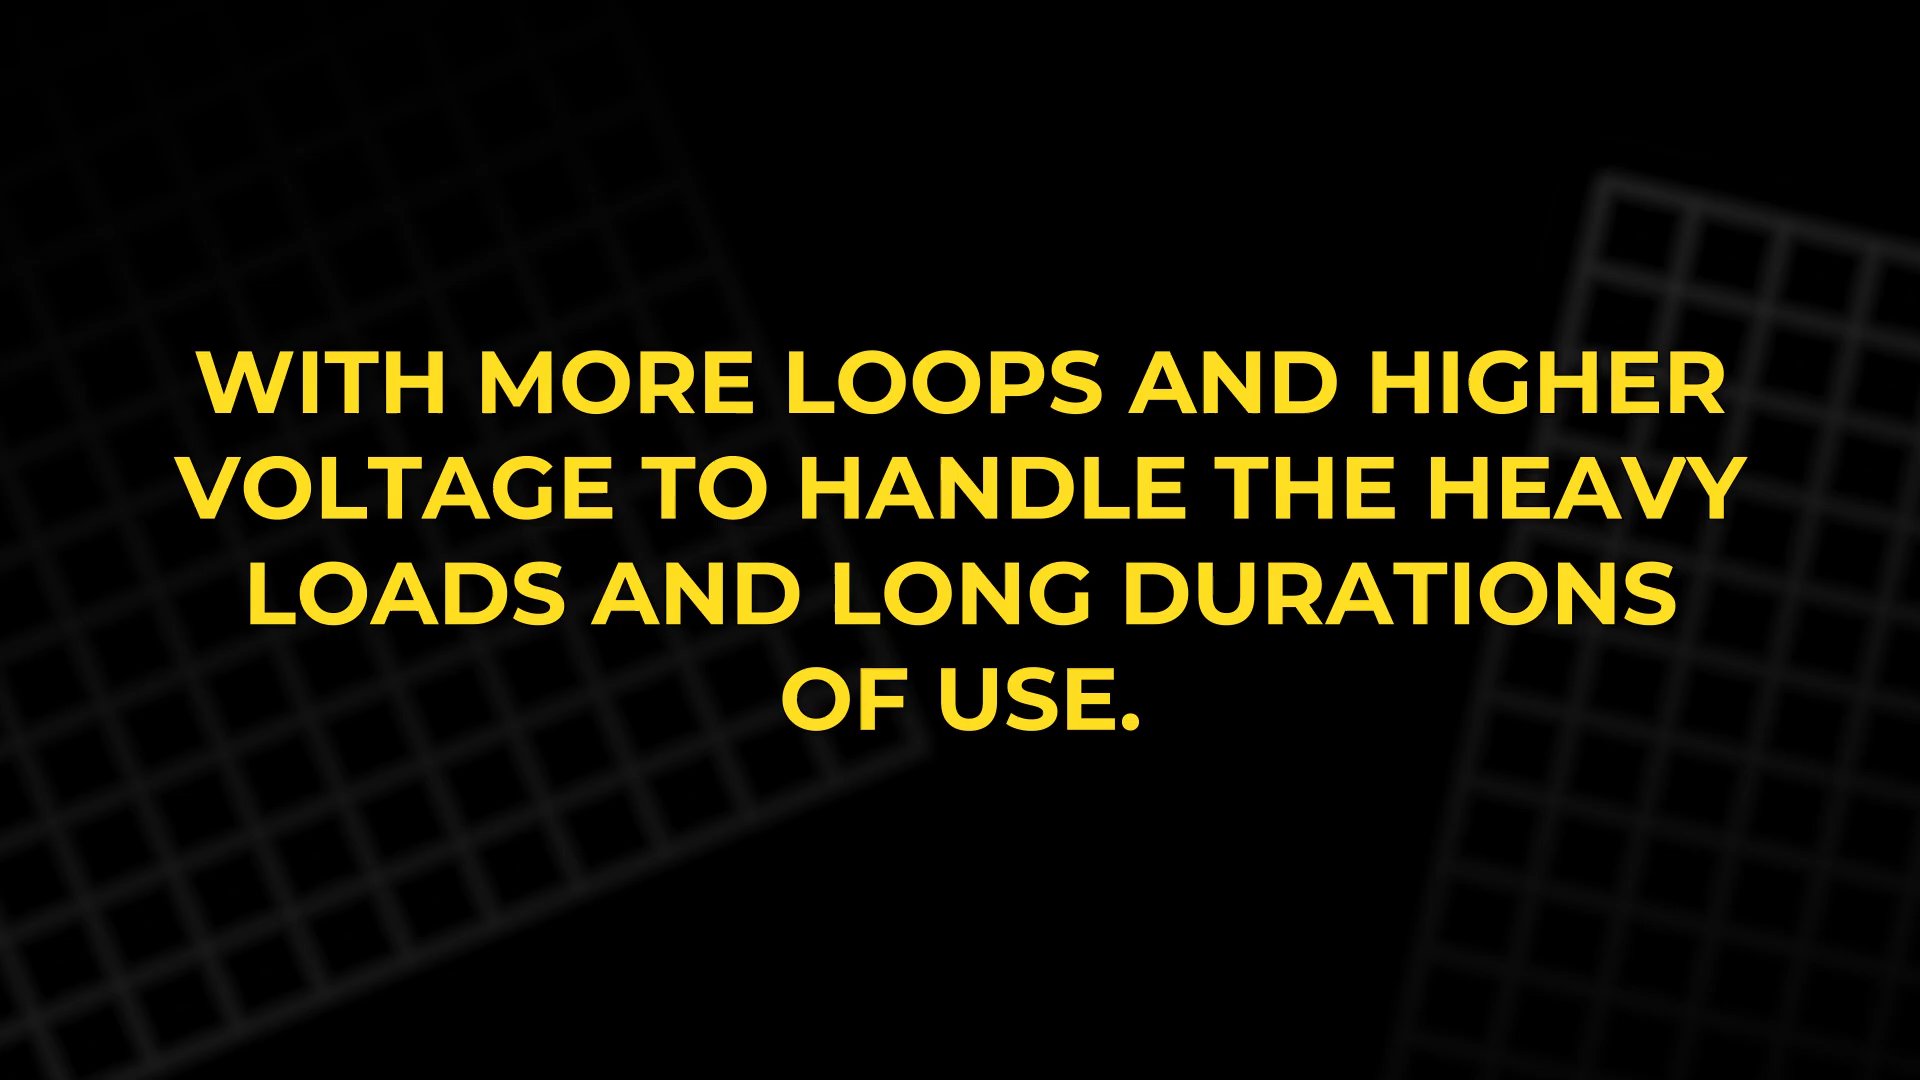 WITH MORE LOOPS AND HIGHER
VOLTAGE TO HANDLE THE HEAVY
LOADS AND LONG DURATIONS
OF USE.